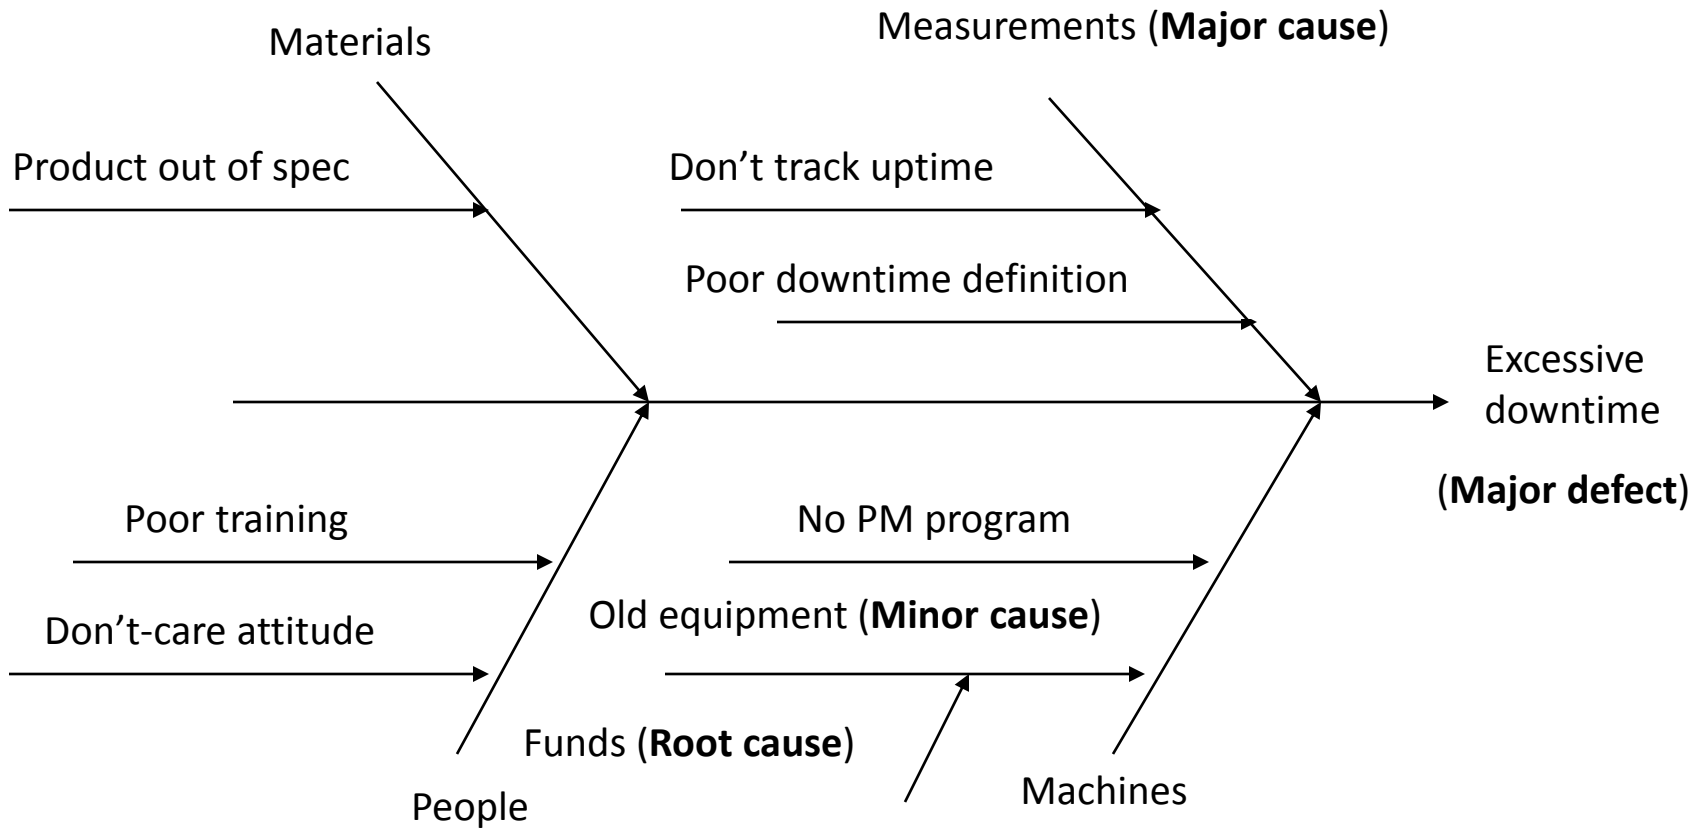 Measurements (Major cause)
Materials
Product out of spec
Don’t track uptime
Poor downtime definition
Excessive
downtime
(Major defect)
Poor training
No PM program
Old equipment (Minor cause)
Don’t-care attitude
Funds (Root cause)
Machines
People